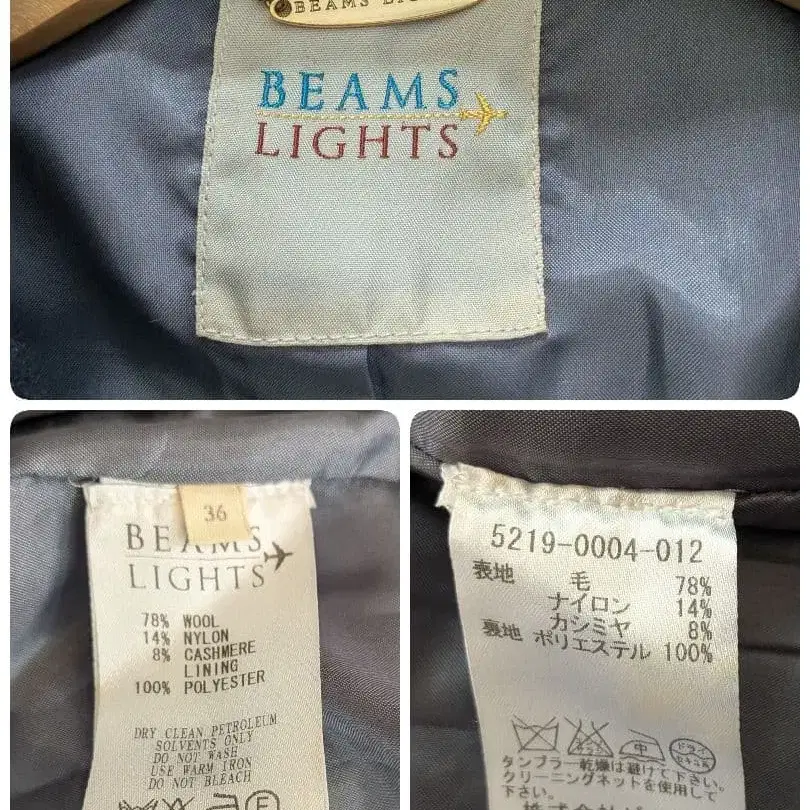 BEAMS
BEAMS
LIGHTS
36
BEAMS
LIGHTS
78% WOOL
14% NYLON
8% CASHMERE
LINING
100% POLYESTER
DRY CLEAN PETROLEUM
SOLVENTS ONLY
DO NOT WASH
USE WARM IRON
DO NOT BLEACH
F
5219-0004-012
表地 毛 78%
ナイロン 14%
カシミヤ 8%
裏地 ポリエステル 100%
中 ドライ
タンブラー乾燥は避けて下さい。
クリーニングネットを使用して
下さい。